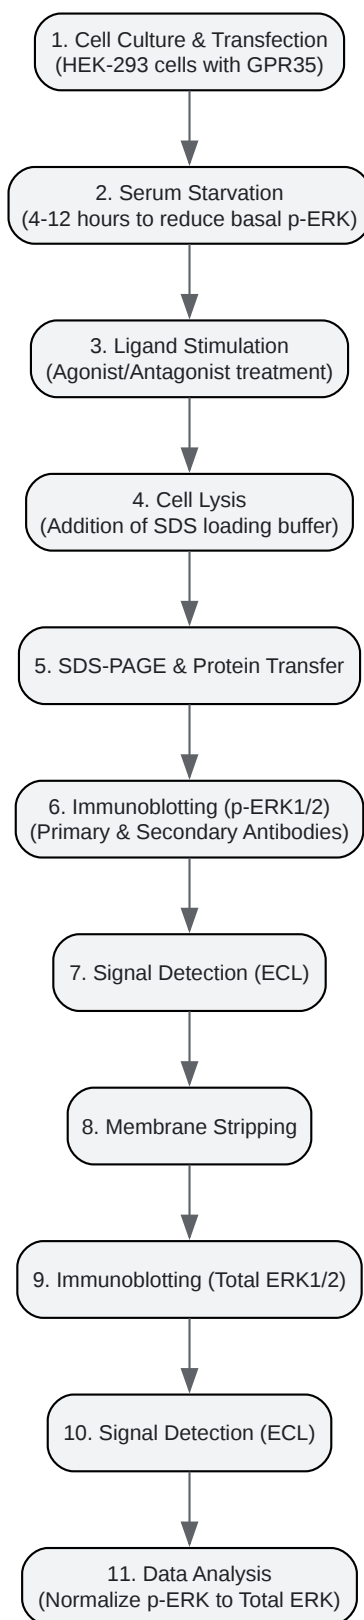 1. Cell Culture & Transfection
(HEK-293 cells with GPR35)
2. Serum Starvation
(4-12 hours to reduce basal p-ERK)
3. Ligand Stimulation
(Agonist/Antagonist treatment)
4. Cell Lysis
(Addition of SDS loading buffer)
5. SDS-PAGE & Protein Transfer
6. Immunoblotting (p-ERK1/2)
(Primary & Secondary Antibodies)
7. Signal Detection (ECL)
8. Membrane Stripping
9. Immunoblotting (Total ERK1/2)
10. Signal Detection (ECL)
11. Data Analysis
(Normalize p-ERK to Total ERK)